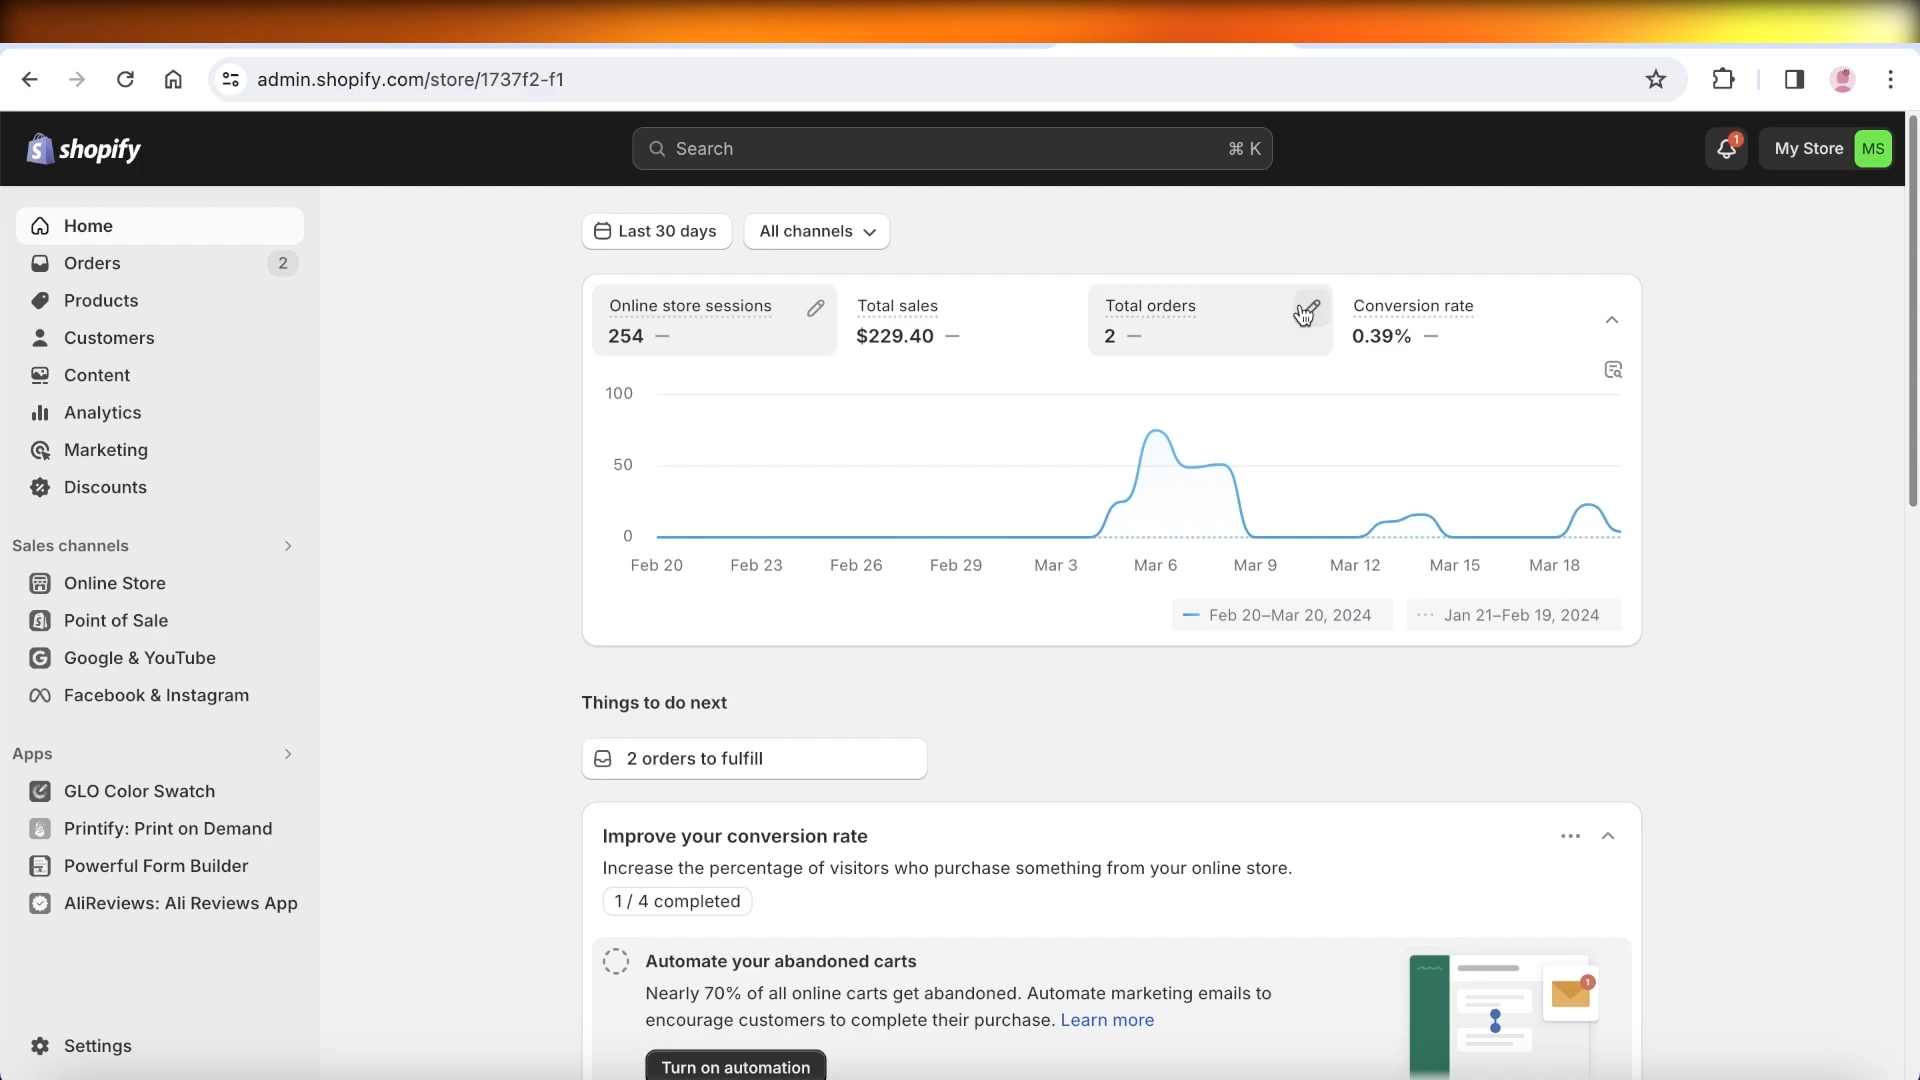 admin.shopify.com/store/1737f2-f1
shopify
Search
⌘ K
1
My Store
MS
Home
Orders
2
Products
Customers
Content
Analytics
Marketing
Discounts
Sales channels
Online Store
Point of Sale
Google & YouTube
Facebook & Instagram
Apps
GLO Color Swatch
Printify: Print on Demand
Powerful Form Builder
AliReviews: Ali Reviews App
Settings
Last 30 days
All channels
Online store sessions
254 —
Total sales
$229.40 —
Total orders
2 —
Conversion rate
0.39% —
100
50
0
Feb 20
Feb 23
Feb 26
Feb 29
Mar 3
Mar 6
Mar 9
Mar 12
Mar 15
Mar 18
Feb 20–Mar 20, 2024
Jan 21–Feb 19, 2024
Things to do next
2 orders to fulfill
Improve your conversion rate
Increase the percentage of visitors who purchase something from your online store.
1 / 4 completed
Automate your abandoned carts
Nearly 70% of all online carts get abandoned. Automate marketing emails to
encourage customers to complete their purchase. Learn more
1
Turn on automation